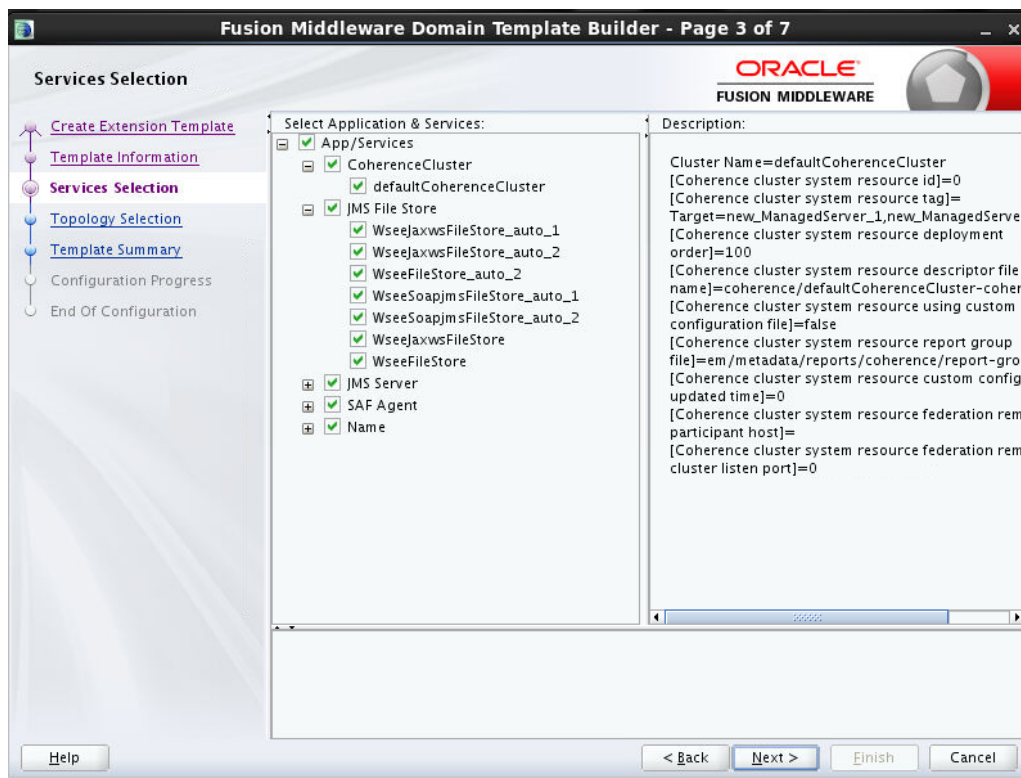 Fusion Middleware Domain Template Builder - Page 3 of 7
Services Selection
ORACLE
FUSION MIDDLEWARE
Create Extension Template
Template Information
Services Selection
Topology Selection
Template Summary
Configuration Progress
End Of Configuration
Select Application & Services:
App/Services
CoherenceCluster
defaultCoherenceCluster
JMS File Store
WseeJaxwsFileStore_auto_1
WseeJaxwsFileStore_auto_2
WseeFileStore_auto_2
WseeSoapjmsFileStore_auto_1
WseeSoapjmsFileStore_auto_2
WseeJaxwsFileStore
WseeFileStore
JMS Server
SAF Agent
Name
Description:
Cluster Name=defaultCoherenceCluster
[Coherence cluster system resource id]=0
[Coherence cluster system resource tag]=
Target=new_ManagedServer_1,new_ManagedServe
[Coherence cluster system resource deployment
order]=100
[Coherence cluster system resource descriptor file
name]=coherence/defaultCoherenceCluster-coher
[Coherence cluster system resource using custom
configuration file]=false
[Coherence cluster system resource report group
file]=em/metadata/reports/coherence/report-gro
[Coherence cluster system resource custom config
updated time]=0
[Coherence cluster system resource federation rem
participant host]=
[Coherence cluster system resource federation rem
cluster listen port]=0
Help
< Back
Next >
Finish
Cancel